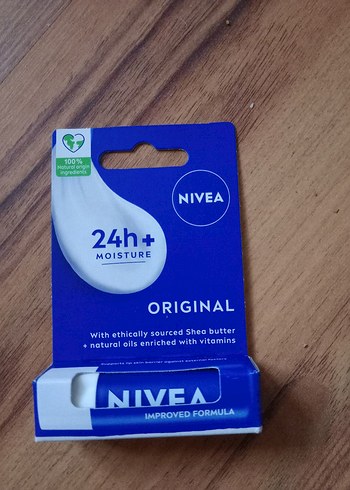 100%
Natural origin
ingredients
NIVEA
24h+
MOISTURE
ORIGINAL
With ethically sourced Shea butter
+ natural oils enriched with vitamins
NIVEA
IMPROVED FORMULA